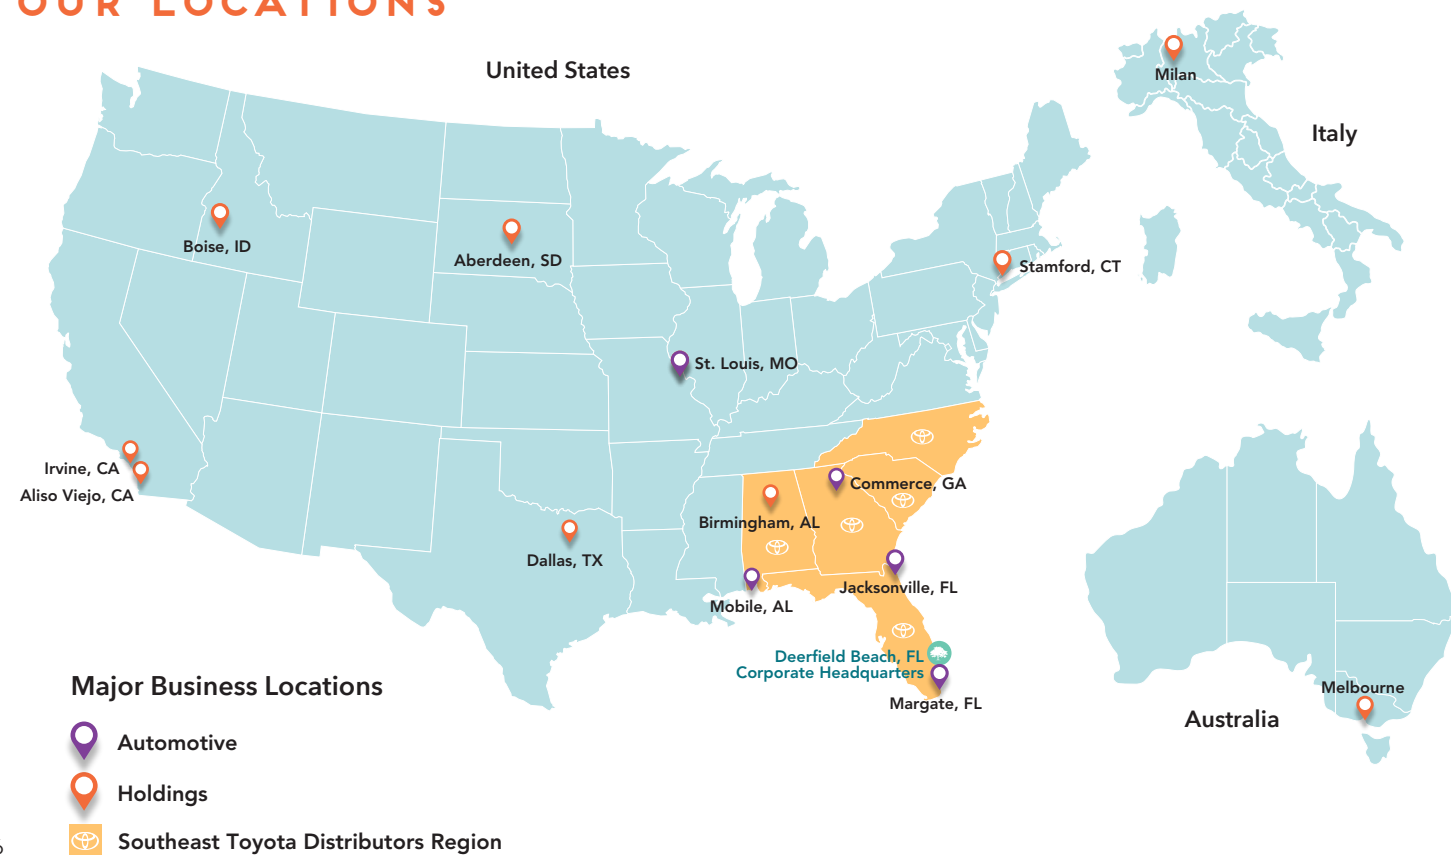 OUR LOCATIONS
United States
Milan
Italy
Boise, ID
Aberdeen, SD
Stamford, CT
St. Louis, MO
Irvine, CA
Aliso Viejo, CA
Commerce, GA
Birmingham, AL
Dallas, TX
Jacksonville, FL
Mobile, AL
Deerfield Beach, FL
Corporate Headquarters
Margate, FL
Melbourne
Australia
Major Business Locations
Automotive
Holdings
Southeast Toyota Distributors Region